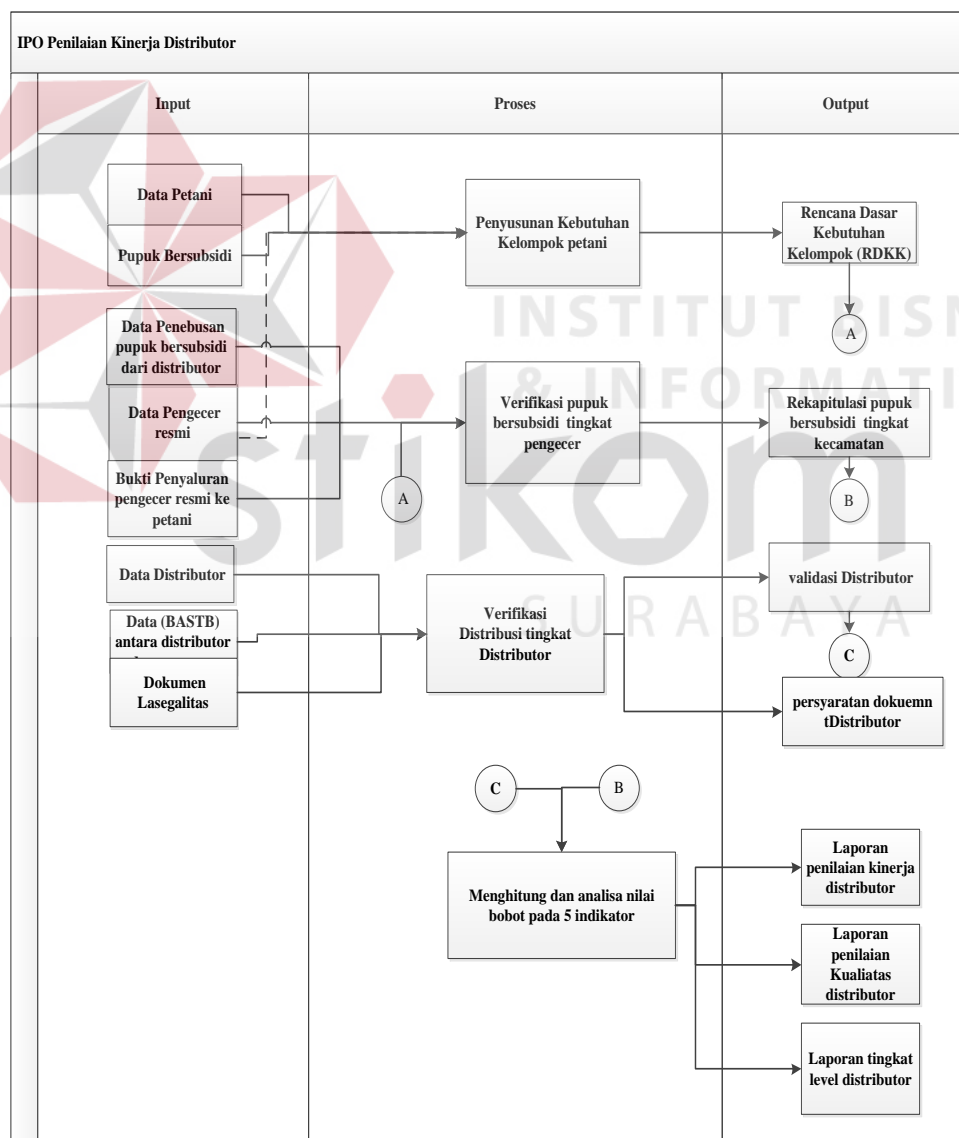 IPO Penilaian Kinerja Distributor
Input
Proses
Output
Data Petani
Pupuk Bersubsidi
Penyusunan Kebutuhan
Kelompok petani
Rencana Dasar
Kebutuhan
Kelompok (RDKK)
A
Data Penebusan
pupuk bersubsidi
dari distributor
Data Pengecer
resmi
Bukti Penyaluran
pengecer resmi ke
petani
A
Verifikasi pupuk
bersubsidi tingkat
pengecer
Rekapitulasi pupuk
bersubsidi tingkat
kecamatan
B
Data Distributor
Data (BASTB)
antara distributor
Dokumen
Lasegalitas
Verifikasi
Distribusi tingkat
Distributor
validasi Distributor
C
persyaratan dokuemn
tDistributor
C
B
Menghitung dan analisa nilai
bobot pada 5 indikator
Laporan
penilaian kinerja
distributor
Laporan
penilaian
Kualiatas
distributor
Laporan tingkat
level distributor
INSTITUT BISN
& INFORMATI
stikom
SURABAYA